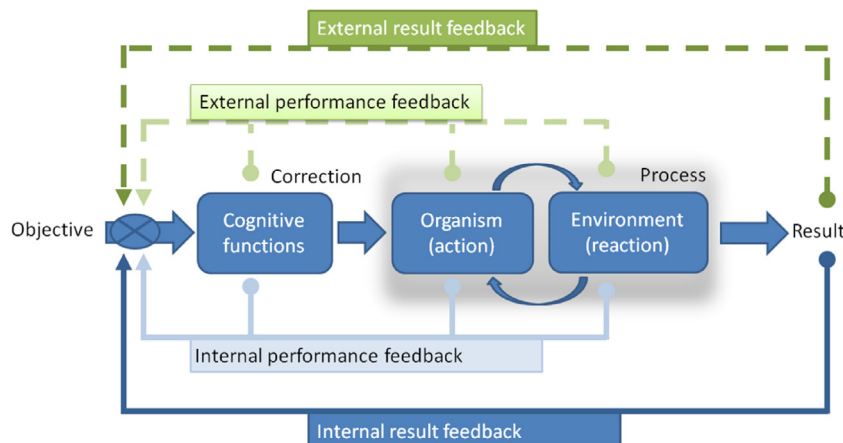 External result feedback
External performance feedback
Correction
Process
Objective
Cognitive
functions
Organism
(action)
Environment
(reaction)
Result
Internal performance feedback
Internal result feedback